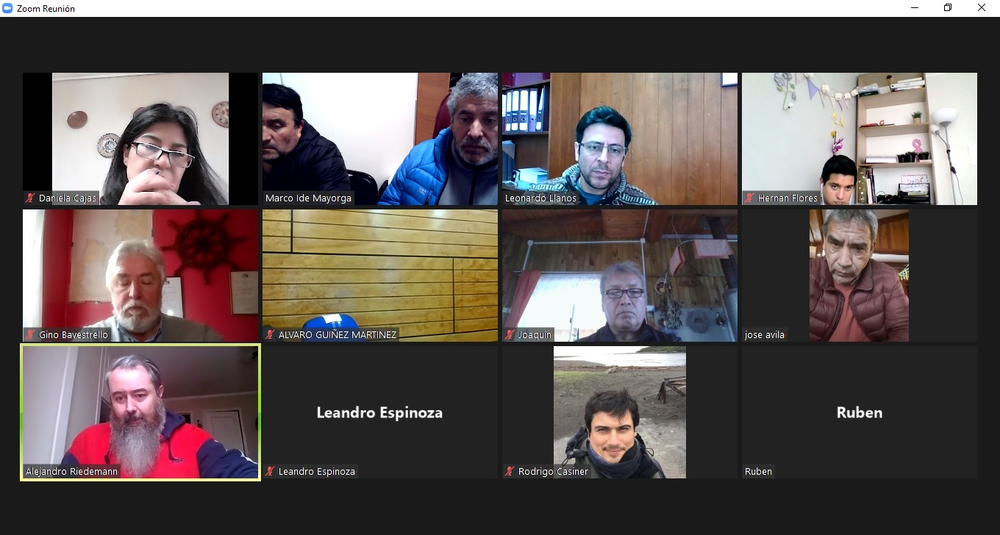 Zoom Reunión
Daniela Cajas
Marco Ide Mayorga
Leonardo Llanos
Hernan Flores
Gino Bavestrello
ALVARO GUIÑEZ MARTINEZ
Joaquin
jose avila
Alejandro Riedemann
Leandro Espinoza
Leandro Espinoza
Rodrigo Casiner
Ruben
Ruben